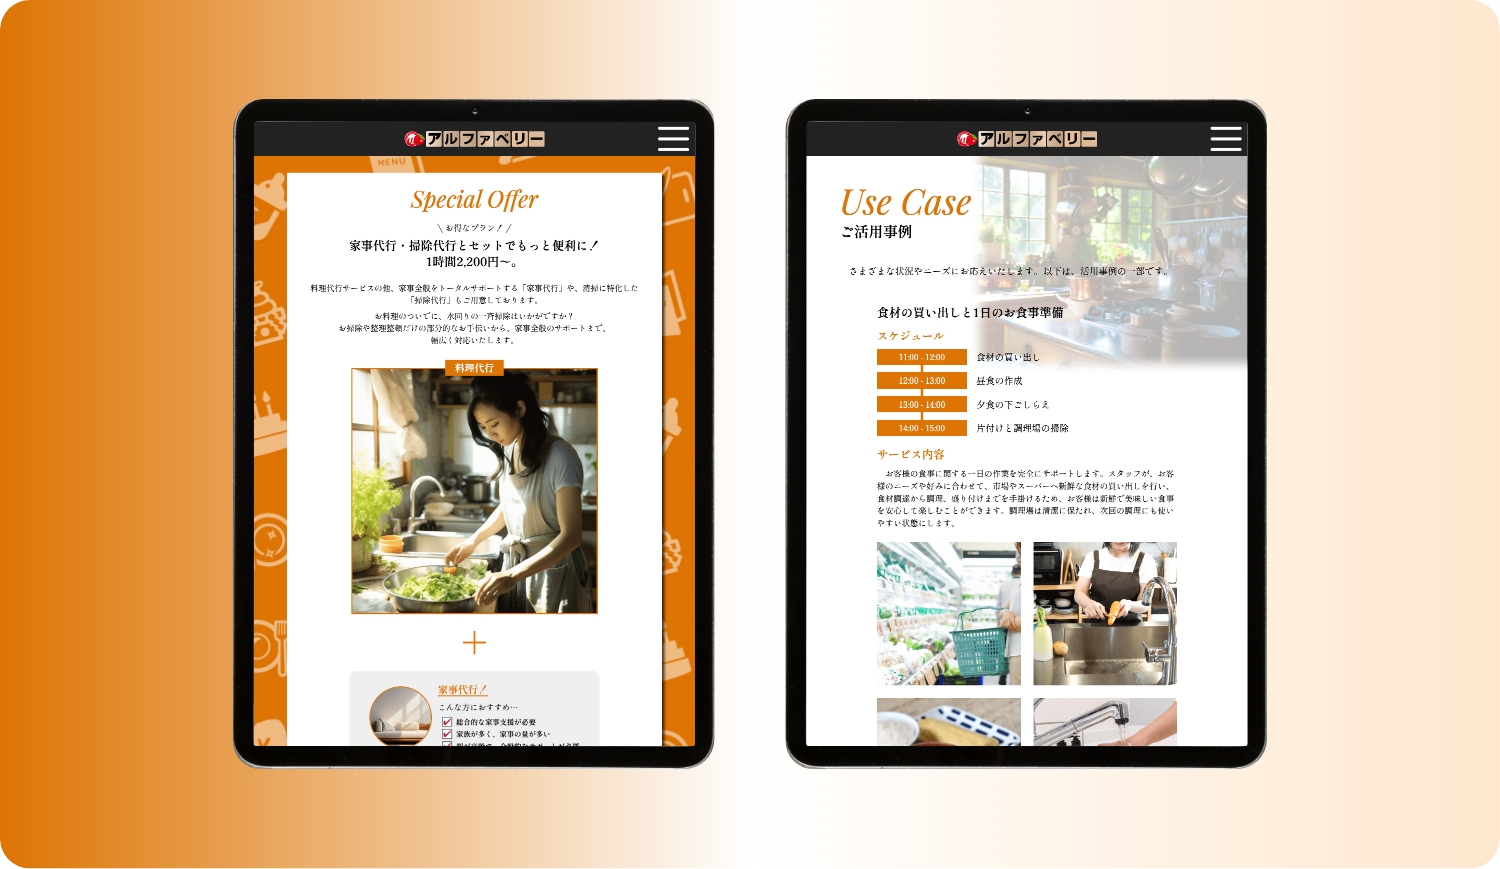 アルファベリー
MENU
Special Offer
\ お得なプラン！ /
家事代行・掃除代行とセットでもっと便利に！
1時間2,200円〜。
料理代行サービスの他、家事全般をトータルサポートする「家事代行」や、清掃に特化した
「掃除代行」もご用意しております。
お料理のついでに、水回りの一斉掃除はいかがですか？
お掃除や整理整頓だけの部分的なお手伝いから、家事全般のサポートまで、
幅広く対応いたします。
料理代行
+
家事代行！
こんな方におすすめ…
総合的な家事支援が必要
家族が多く、家事の量が多い
アルファベリー
Use Case
ご活用事例
さまざまな状況やニーズにお応えいたします。以下は、活用事例の一部です。
食材の買い出しと1日のお食事準備
スケジュール
11:00 - 12:00 食材の買い出し
12:00 - 13:00 昼食の作成
13:00 - 14:00 夕食の下ごしらえ
14:00 - 15:00 片付けと調理場の掃除
サービス内容
お客様の食事に関する一日の作業を完全にサポートします。スタッフが、お客
様のニーズや好みに合わせて、市場やスーパーへ新鮮な食材の買い出しを行い、
食材調達から調理、盛り付けまでを手掛けるため、お客様は新鮮で美味しい食事
を安心して楽しむことができます。調理場は清潔に保たれ、次回の調理にも使い
やすい状態にします。